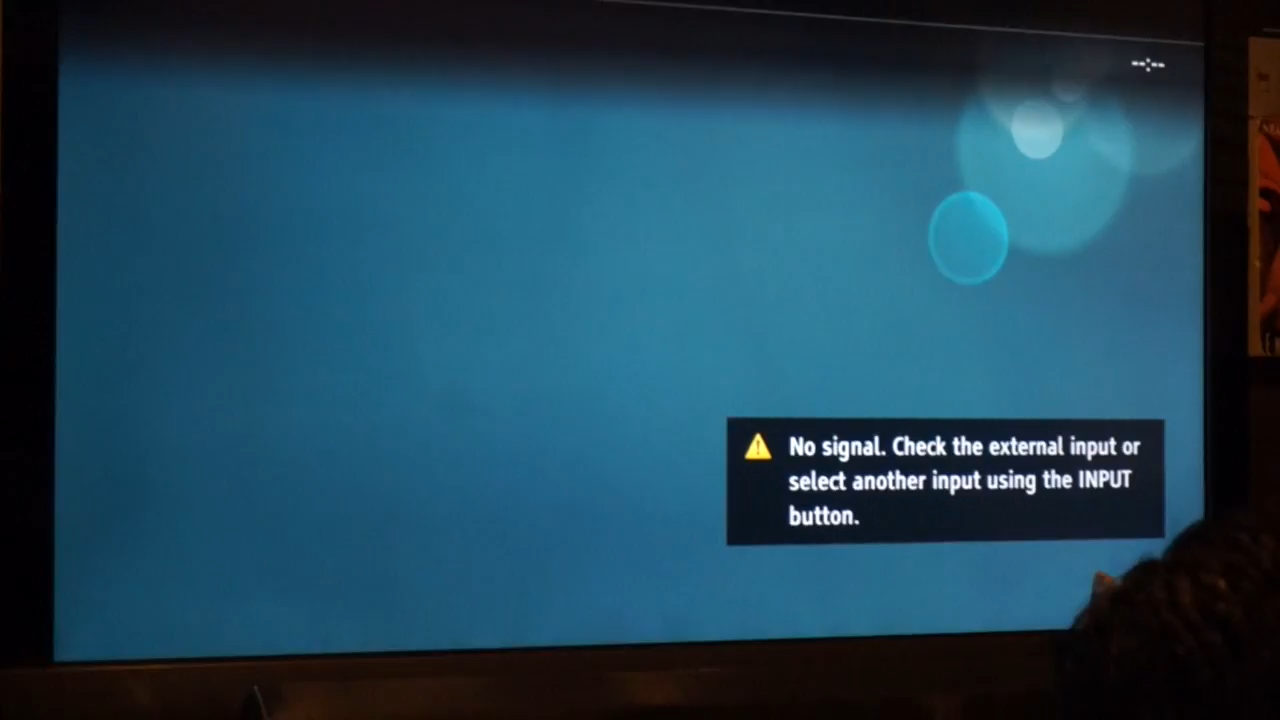 --:--
No signal. Check the external input or
select another input using the INPUT
button.